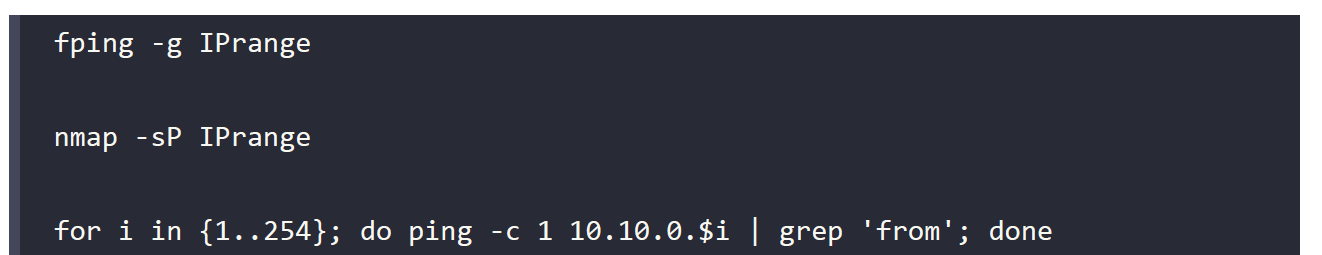 fping -g IPrange
nmap -sP IPrange
for i in {1..254}; do ping -c 1 10.10.0.$i | grep 'from'; done